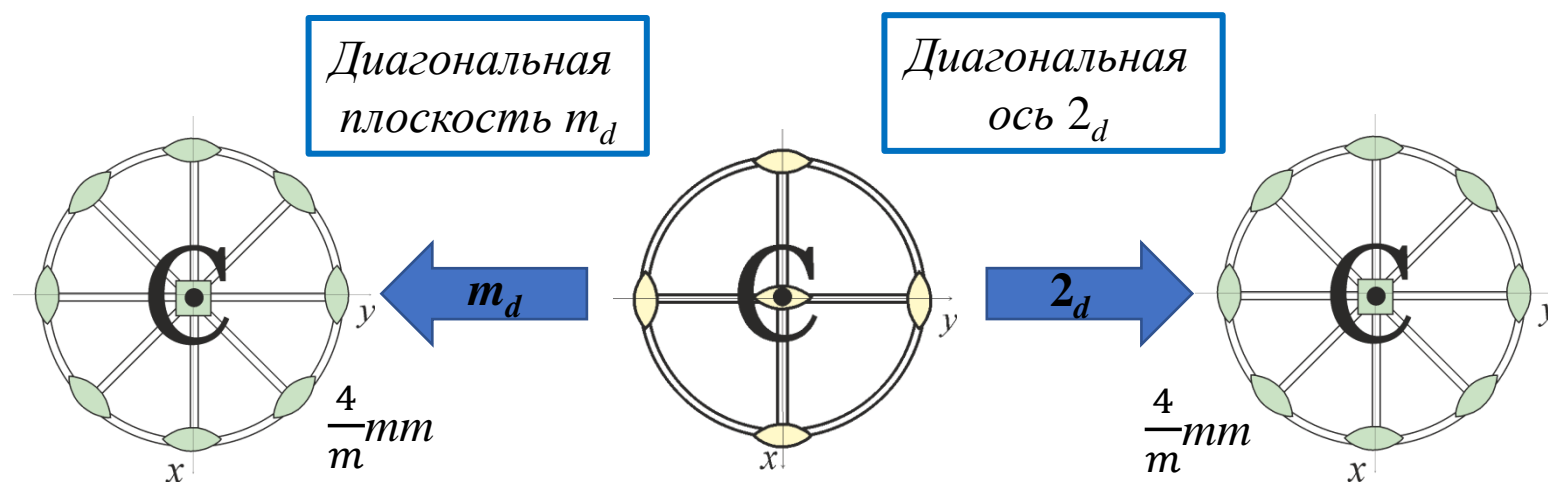 Диагональная
плоскость m_d
Диагональная
ось 2_d
C
y
x
4/m mm
m_d
C
y
x
2_d
C
y
x
4/m mm